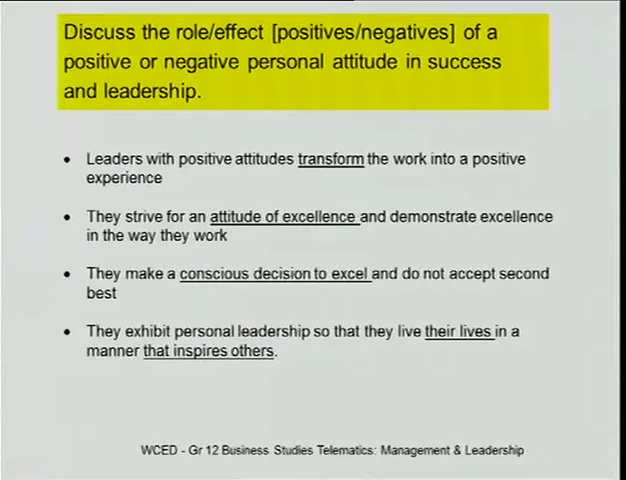 Discuss the role/effect [positives/negatives] of a
positive or negative personal attitude in success
and leadership.
• Leaders with positive attitudes transform the work into a positive
experience
• They strive for an attitude of excellence and demonstrate excellence
in the way they work
• They make a conscious decision to excel and do not accept second
best
• They exhibit personal leadership so that they live their lives in a
manner that inspires others.
WCED - Gr 12 Business Studies Telematics: Management & Leadership